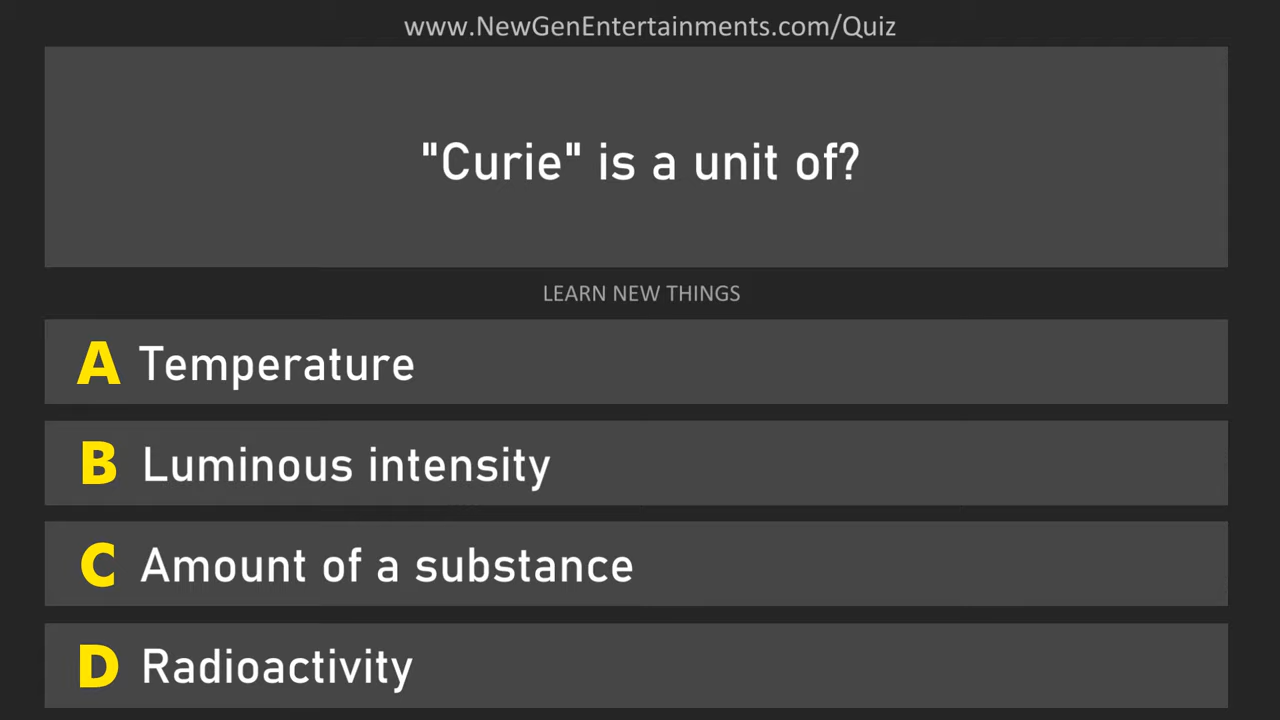 www.NewGenEntertainments.com/Quiz
"Curie" is a unit of?
LEARN NEW THINGS
A Temperature
B Luminous intensity
C Amount of a substance
D Radioactivity